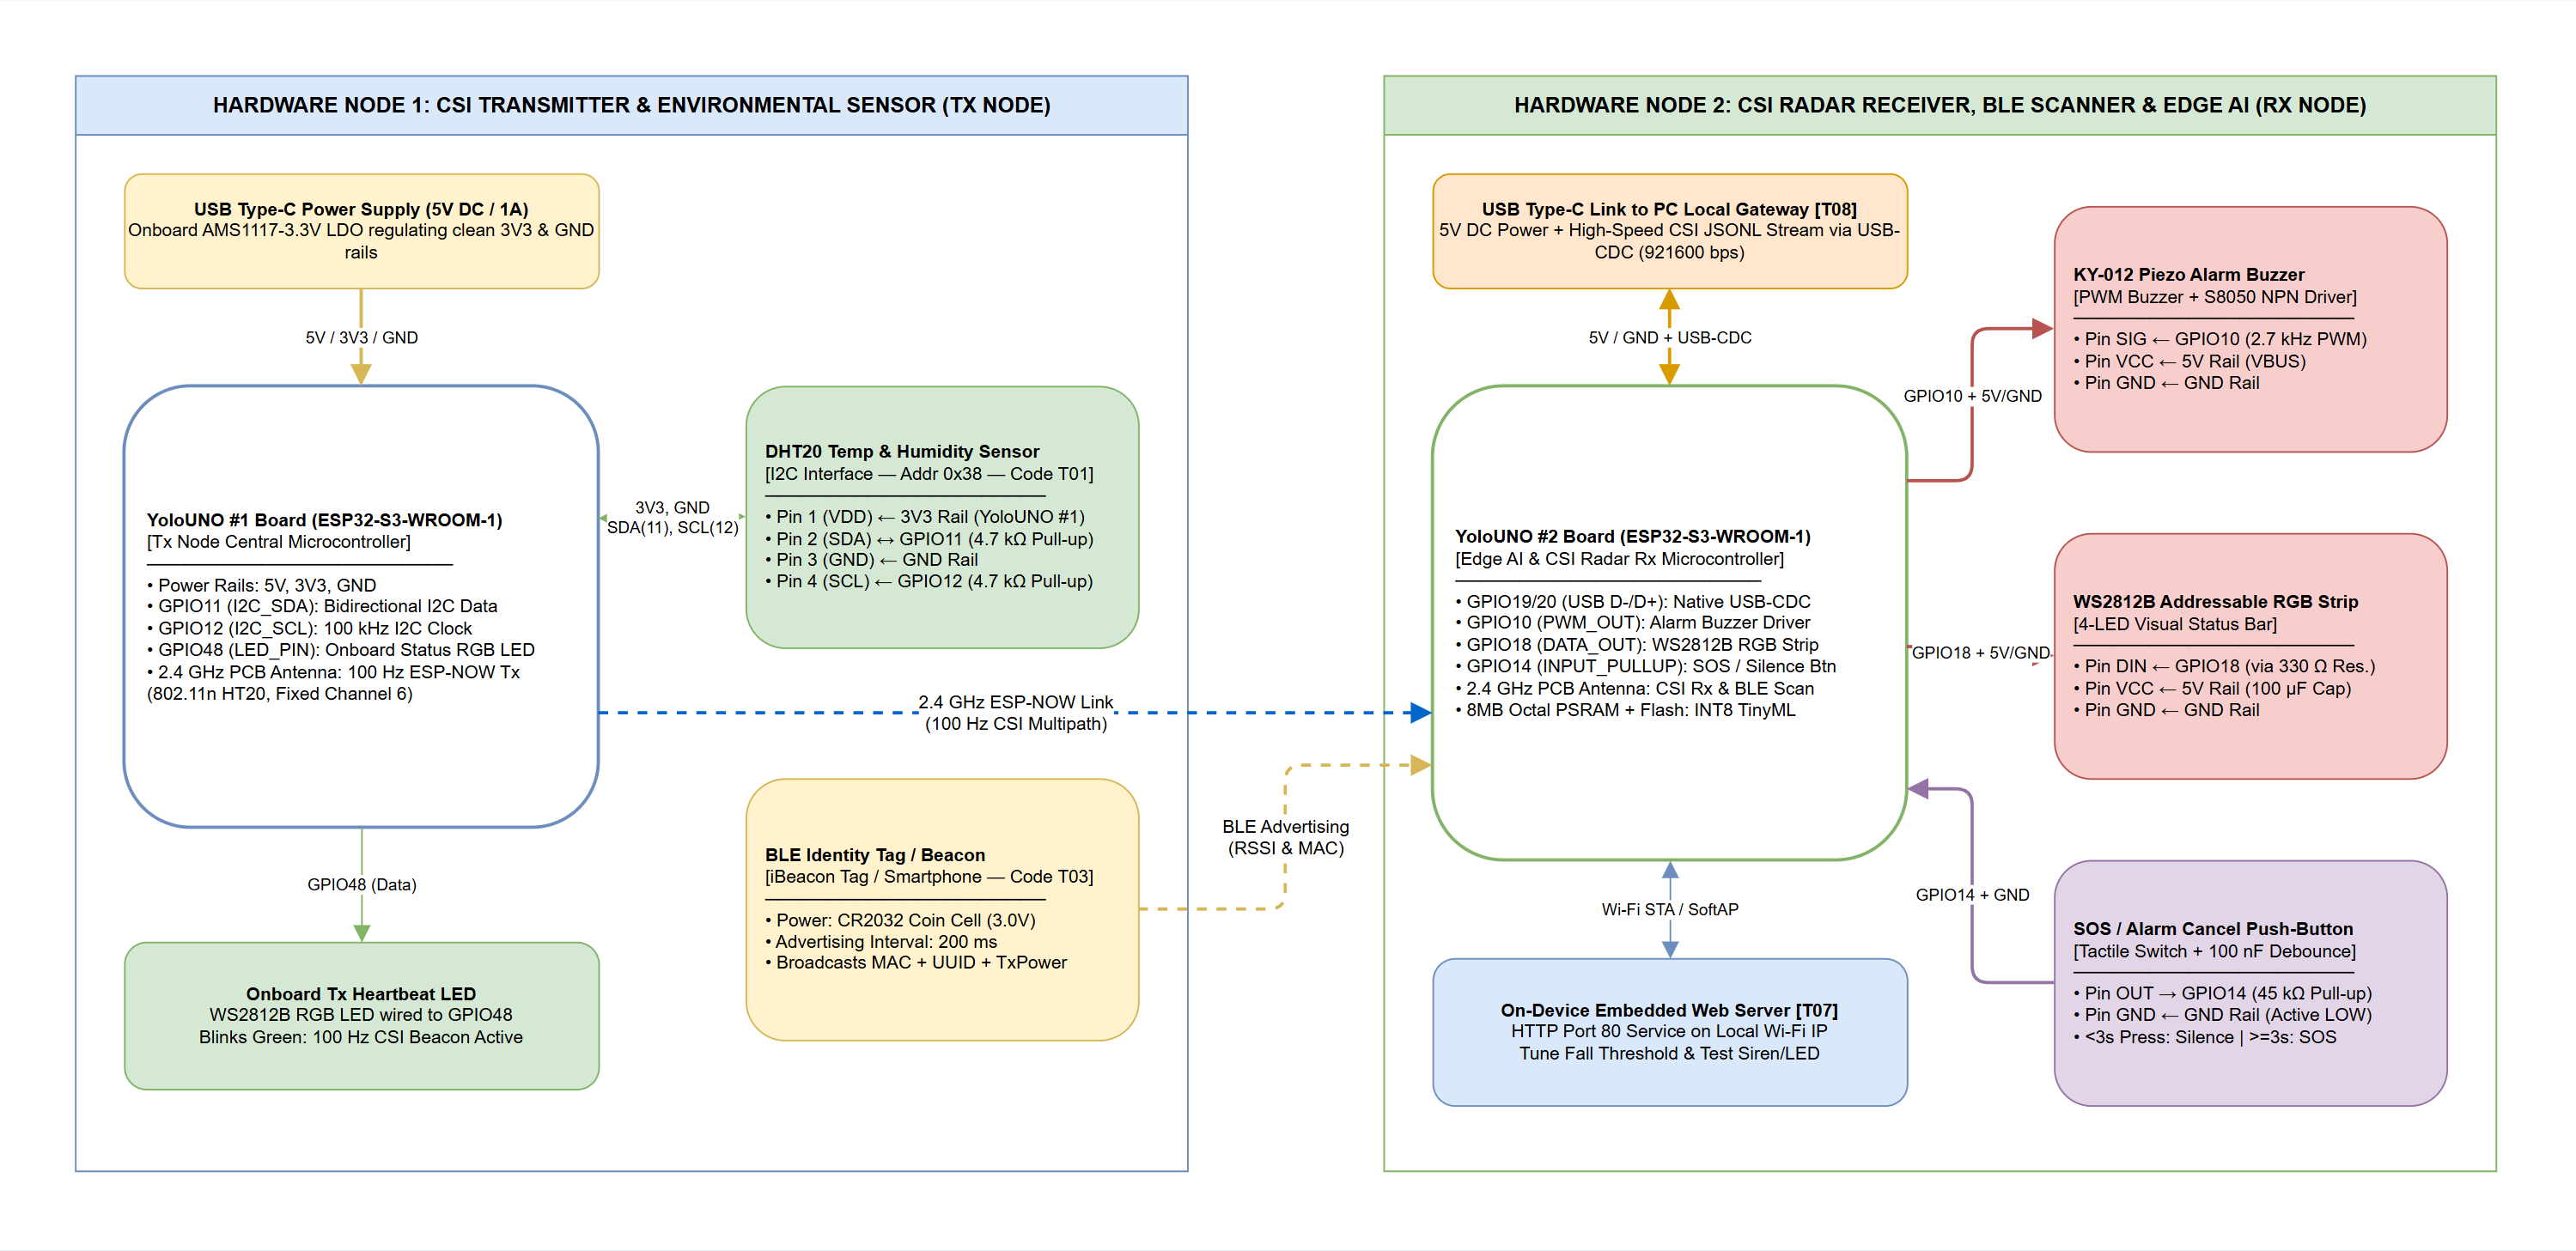 HARDWARE NODE 1: CSI TRANSMITTER & ENVIRONMENTAL SENSOR (TX NODE)
USB Type-C Power Supply (5V DC / 1A)
Onboard AMS1117-3.3V LDO regulating clean 3V3 & GND
rails
5V / 3V3 / GND
YoloUNO #1 Board (ESP32-S3-WROOM-1)
[Tx Node Central Microcontroller]
• Power Rails: 5V, 3V3, GND
• GPIO11 (I2C_SDA): Bidirectional I2C Data
• GPIO12 (I2C_SCL): 100 kHz I2C Clock
• GPIO48 (LED_PIN): Onboard Status RGB LED
• 2.4 GHz PCB Antenna: 100 Hz ESP-NOW Tx
(802.11n HT20, Fixed Channel 6)
3V3, GND
SDA(11), SCL(12)
DHT20 Temp & Humidity Sensor
[I2C Interface — Addr 0x38 — Code T01]
• Pin 1 (VDD) ← 3V3 Rail (YoloUNO #1)
• Pin 2 (SDA) ↔ GPIO11 (4.7 kΩ Pull-up)
• Pin 3 (GND) ← GND Rail
• Pin 4 (SCL) ← GPIO12 (4.7 kΩ Pull-up)
2.4 GHz ESP-NOW Link
(100 Hz CSI Multipath)
GPIO48 (Data)
Onboard Tx Heartbeat LED
WS2812B RGB LED wired to GPIO48
Blinks Green: 100 Hz CSI Beacon Active
BLE Identity Tag / Beacon
[iBeacon Tag / Smartphone — Code T03]
• Power: CR2032 Coin Cell (3.0V)
• Advertising Interval: 200 ms
• Broadcasts MAC + UUID + TxPower
BLE Advertising
(RSSI & MAC)
HARDWARE NODE 2: CSI RADAR RECEIVER, BLE SCANNER & EDGE AI (RX NODE)
USB Type-C Link to PC Local Gateway [T08]
5V DC Power + High-Speed CSI JSONL Stream via USB-
CDC (921600 bps)
5V / GND + USB-CDC
YoloUNO #2 Board (ESP32-S3-WROOM-1)
[Edge AI & CSI Radar Rx Microcontroller]
• GPIO19/20 (USB D-/D+): Native USB-CDC
• GPIO10 (PWM_OUT): Alarm Buzzer Driver
• GPIO18 (DATA_OUT): WS2812B RGB Strip
• GPIO14 (INPUT_PULLUP): SOS / Silence Btn
• 2.4 GHz PCB Antenna: CSI Rx & BLE Scan
• 8MB Octal PSRAM + Flash: INT8 TinyML
Wi-Fi STA / SoftAP
On-Device Embedded Web Server [T07]
HTTP Port 80 Service on Local Wi-Fi IP
Tune Fall Threshold & Test Siren/LED
GPIO10 + 5V/GND
KY-012 Piezo Alarm Buzzer
[PWM Buzzer + S8050 NPN Driver]
• Pin SIG ← GPIO10 (2.7 kHz PWM)
• Pin VCC ← 5V Rail (VBUS)
• Pin GND ← GND Rail
GPIO18 + 5V/GND
WS2812B Addressable RGB Strip
[4-LED Visual Status Bar]
• Pin DIN ← GPIO18 (via 330 Ω Res.)
• Pin VCC ← 5V Rail (100 µF Cap)
• Pin GND ← GND Rail
GPIO14 + GND
SOS / Alarm Cancel Push-Button
[Tactile Switch + 100 nF Debounce]
• Pin OUT → GPIO14 (45 kΩ Pull-up)
• Pin GND ← GND Rail (Active LOW)
• <3s Press: Silence | >=3s: SOS